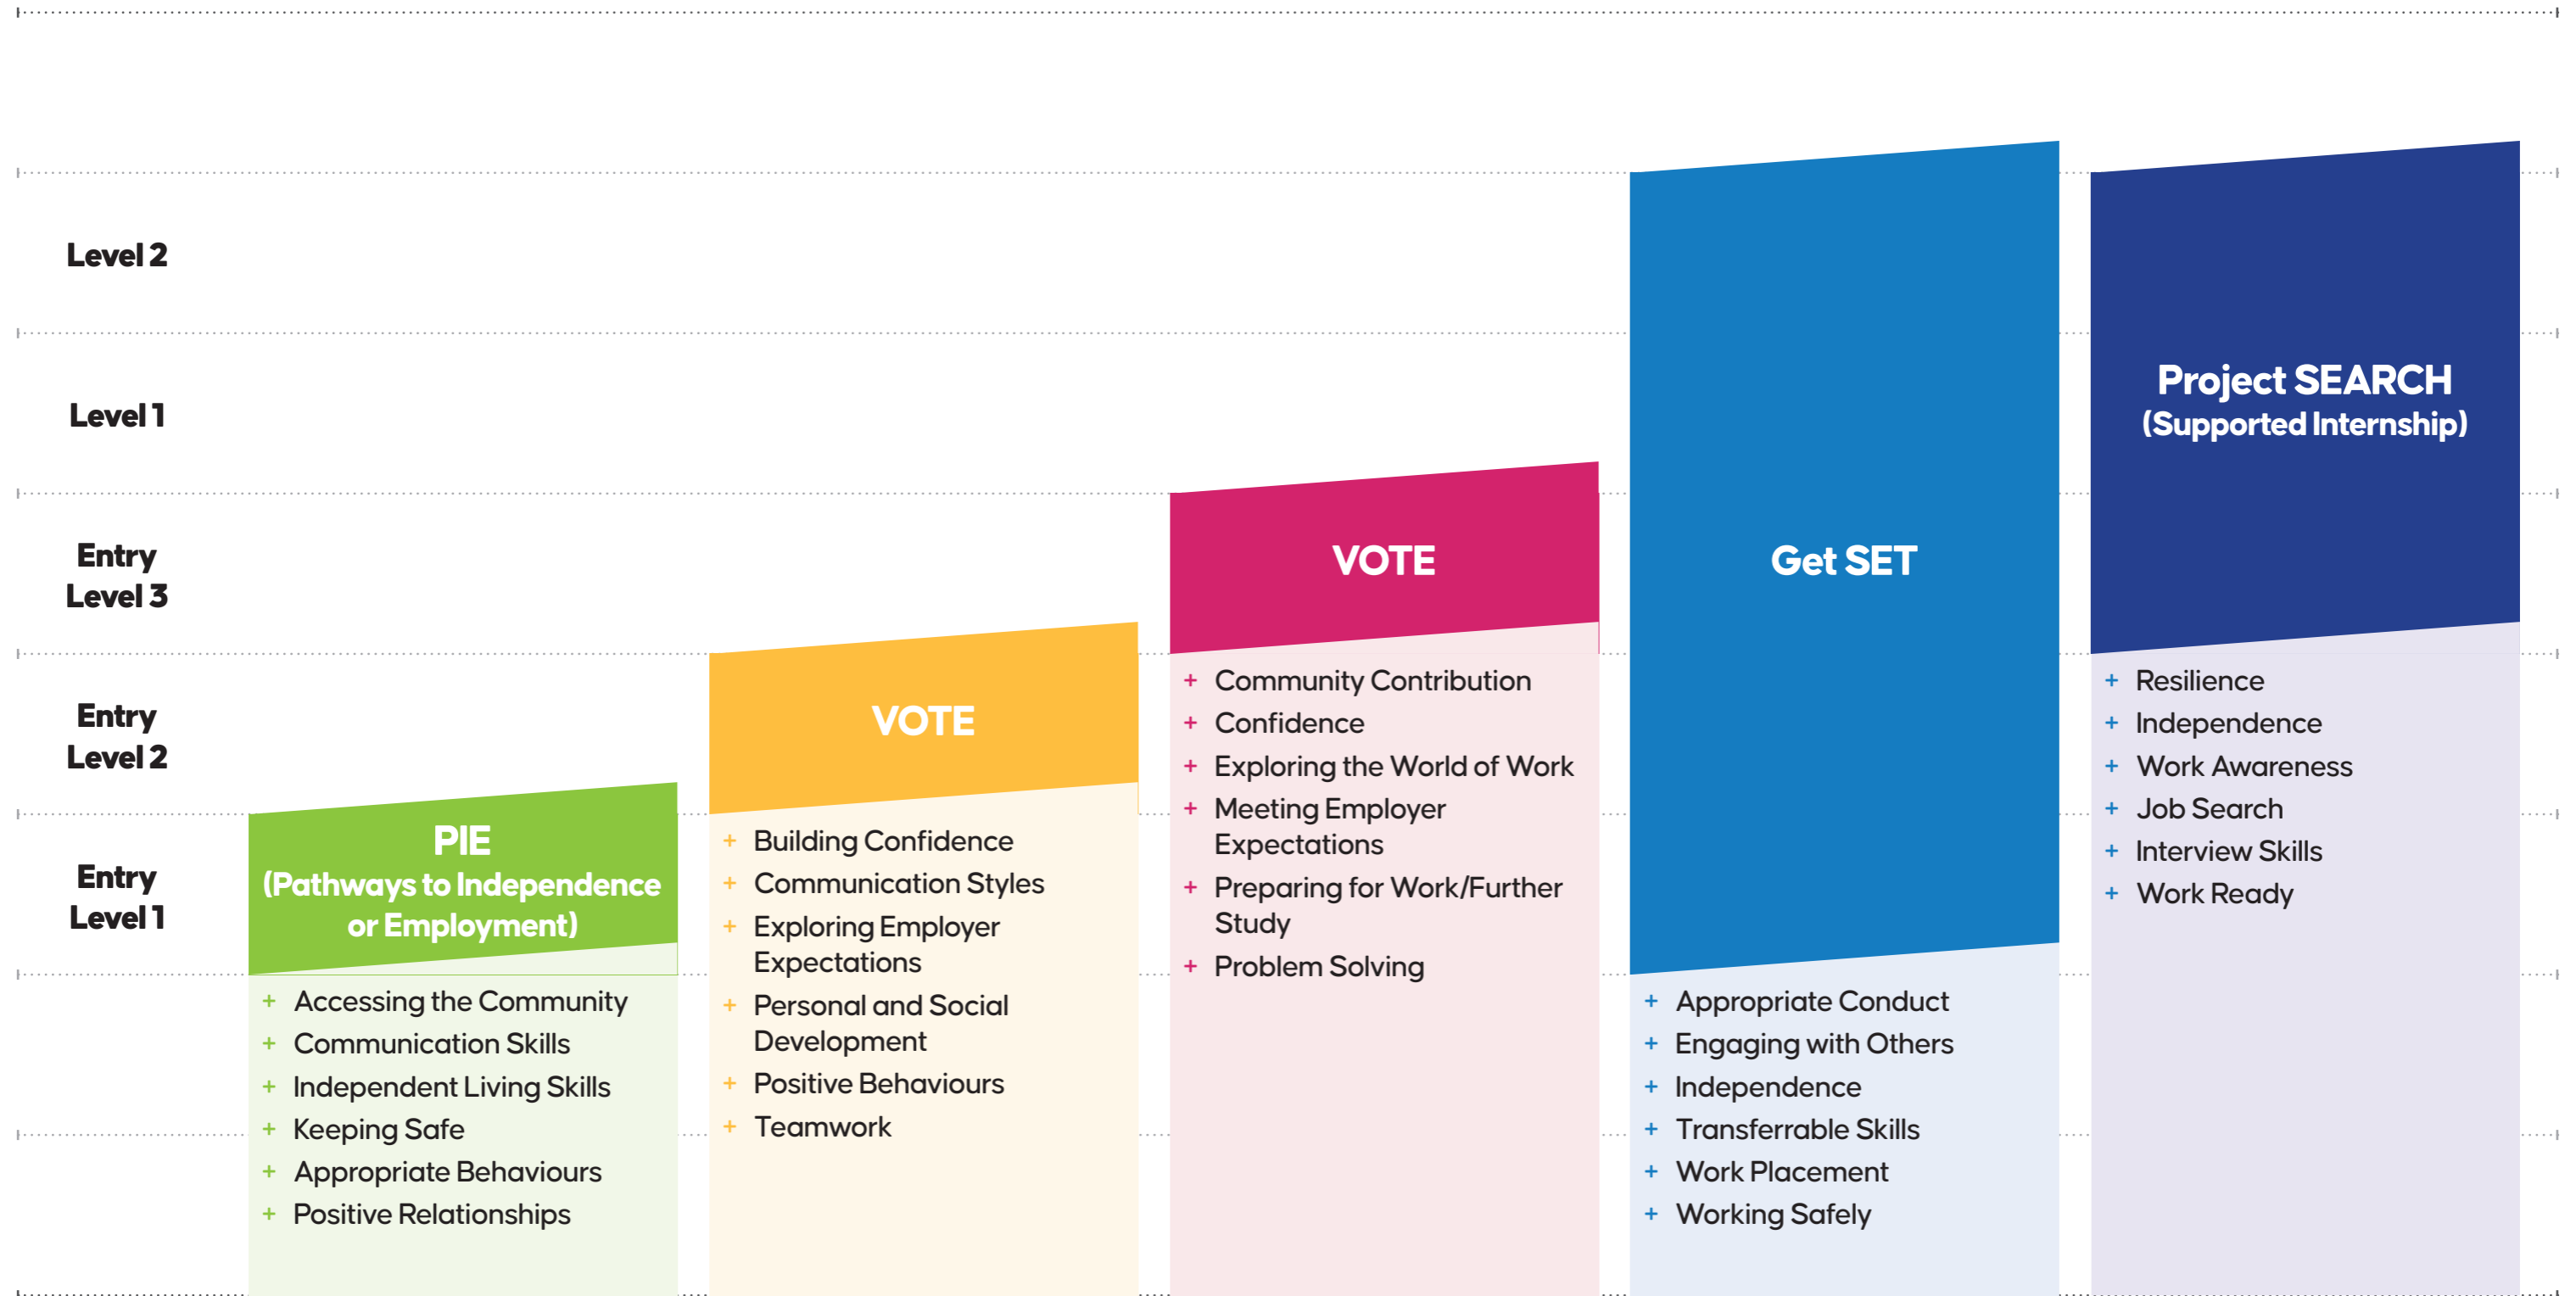 Level 2
Level 1
Entry
Level 3
Entry
Level 2
Entry
Level 1
PIE
(Pathways to Independence
or Employment)
+ Accessing the Community
+ Communication Skills
+ Independent Living Skills
+ Keeping Safe
+ Appropriate Behaviours
+ Positive Relationships
VOTE
+ Building Confidence
+ Communication Styles
+ Exploring Employer
Expectations
+ Personal and Social
Development
+ Positive Behaviours
+ Teamwork
VOTE
+ Community Contribution
+ Confidence
+ Exploring the World of Work
+ Meeting Employer
Expectations
+ Preparing for Work/Further
Study
+ Problem Solving
Get SET
+ Appropriate Conduct
+ Engaging with Others
+ Independence
+ Transferrable Skills
+ Work Placement
+ Working Safely
Project SEARCH
(Supported Internship)
+ Resilience
+ Independence
+ Work Awareness
+ Job Search
+ Interview Skills
+ Work Ready